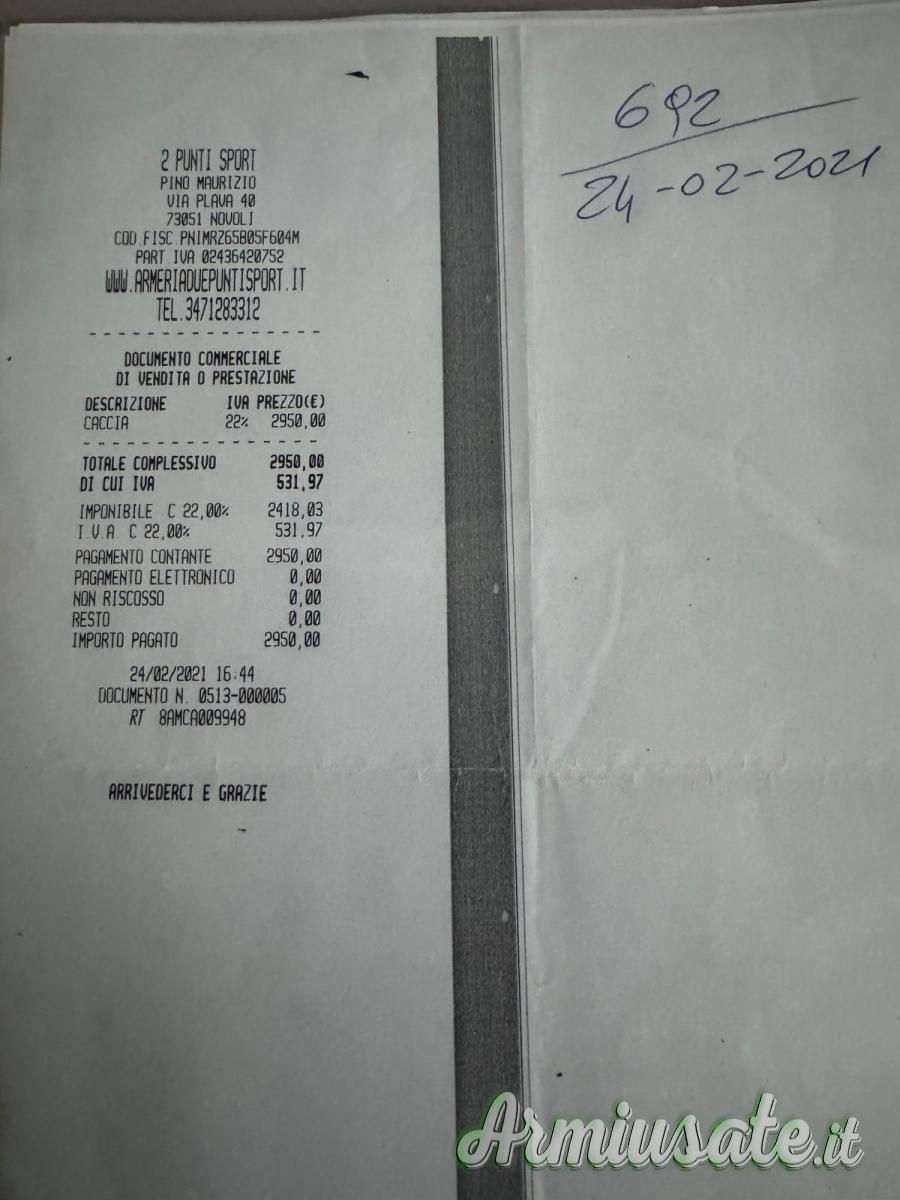 2 PUNTI SPORT
PINO MAURIZIO
VIA PLAVA 40
73051 NOVOLI
COD.FISC.PNIMRZ65B05F604M
PART.IVA 02436420752
WWW.ARMERIADUEPUNTISPORT.IT
TEL.3471283312
DOCUMENTO COMMERCIALE
DI VENDITA O PRESTAZIONE
DESCRIZIONE IVA PREZZO(€)
CACCIA 22% 2950,00
TOTALE COMPLESSIVO 2950,00
DI CUI IVA 531,97
IMPONIBILE C 22,00% 2418,03
I.V.A. C 22,00% 531,97
PAGAMENTO CONTANTE 2950,00
PAGAMENTO ELETTRONICO 0,00
NON RISCOSSO 0,00
RESTO 0,00
IMPORTO PAGATO 2950,00
24/02/2021 16:44
DOCUMENTO N. 0513-000005
RT 8AMCA009948
ARRIVEDERCI E GRAZIE
692
24-02-2021
Armiusate.it